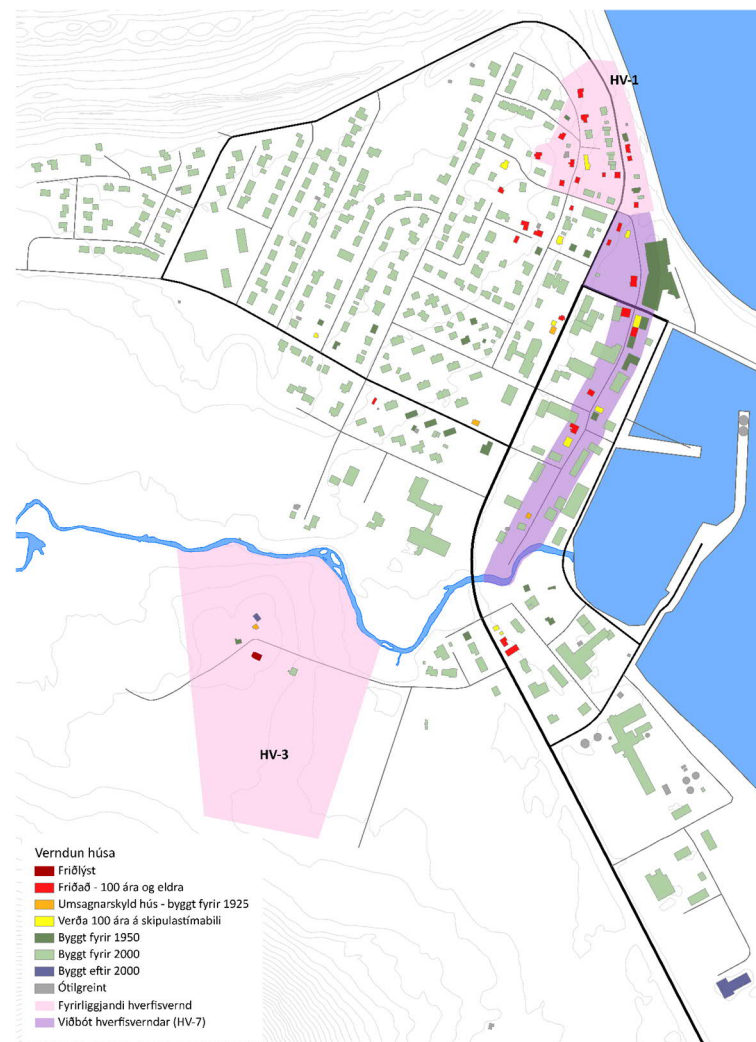 HV-1
HV-3
Verndun húsa
Friðlýst
Friðað - 100 ára og eldra
Umsagnarskyld hús - byggt fyrir 1925
Verða 100 ára á skipulastímabili
Byggt fyrir 1950
Byggt fyrir 2000
Byggt eftir 2000
Ótilgreint
Fyrirliggjandi hverfisvernd
Viðbót hverfisverndar (HV-7)